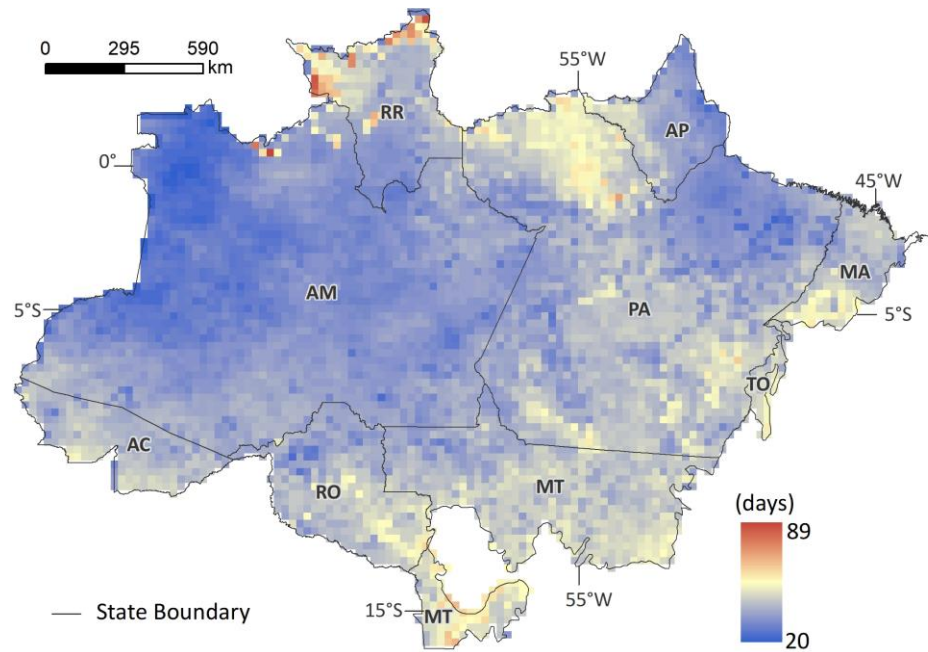 0 295 590
km
55°W
RR
AP
0°
45°W
MA
AM
5°S
PA
5°S
TO
AC
RO
MT
(days)
89
55°W
State Boundary
15°S
MT
20